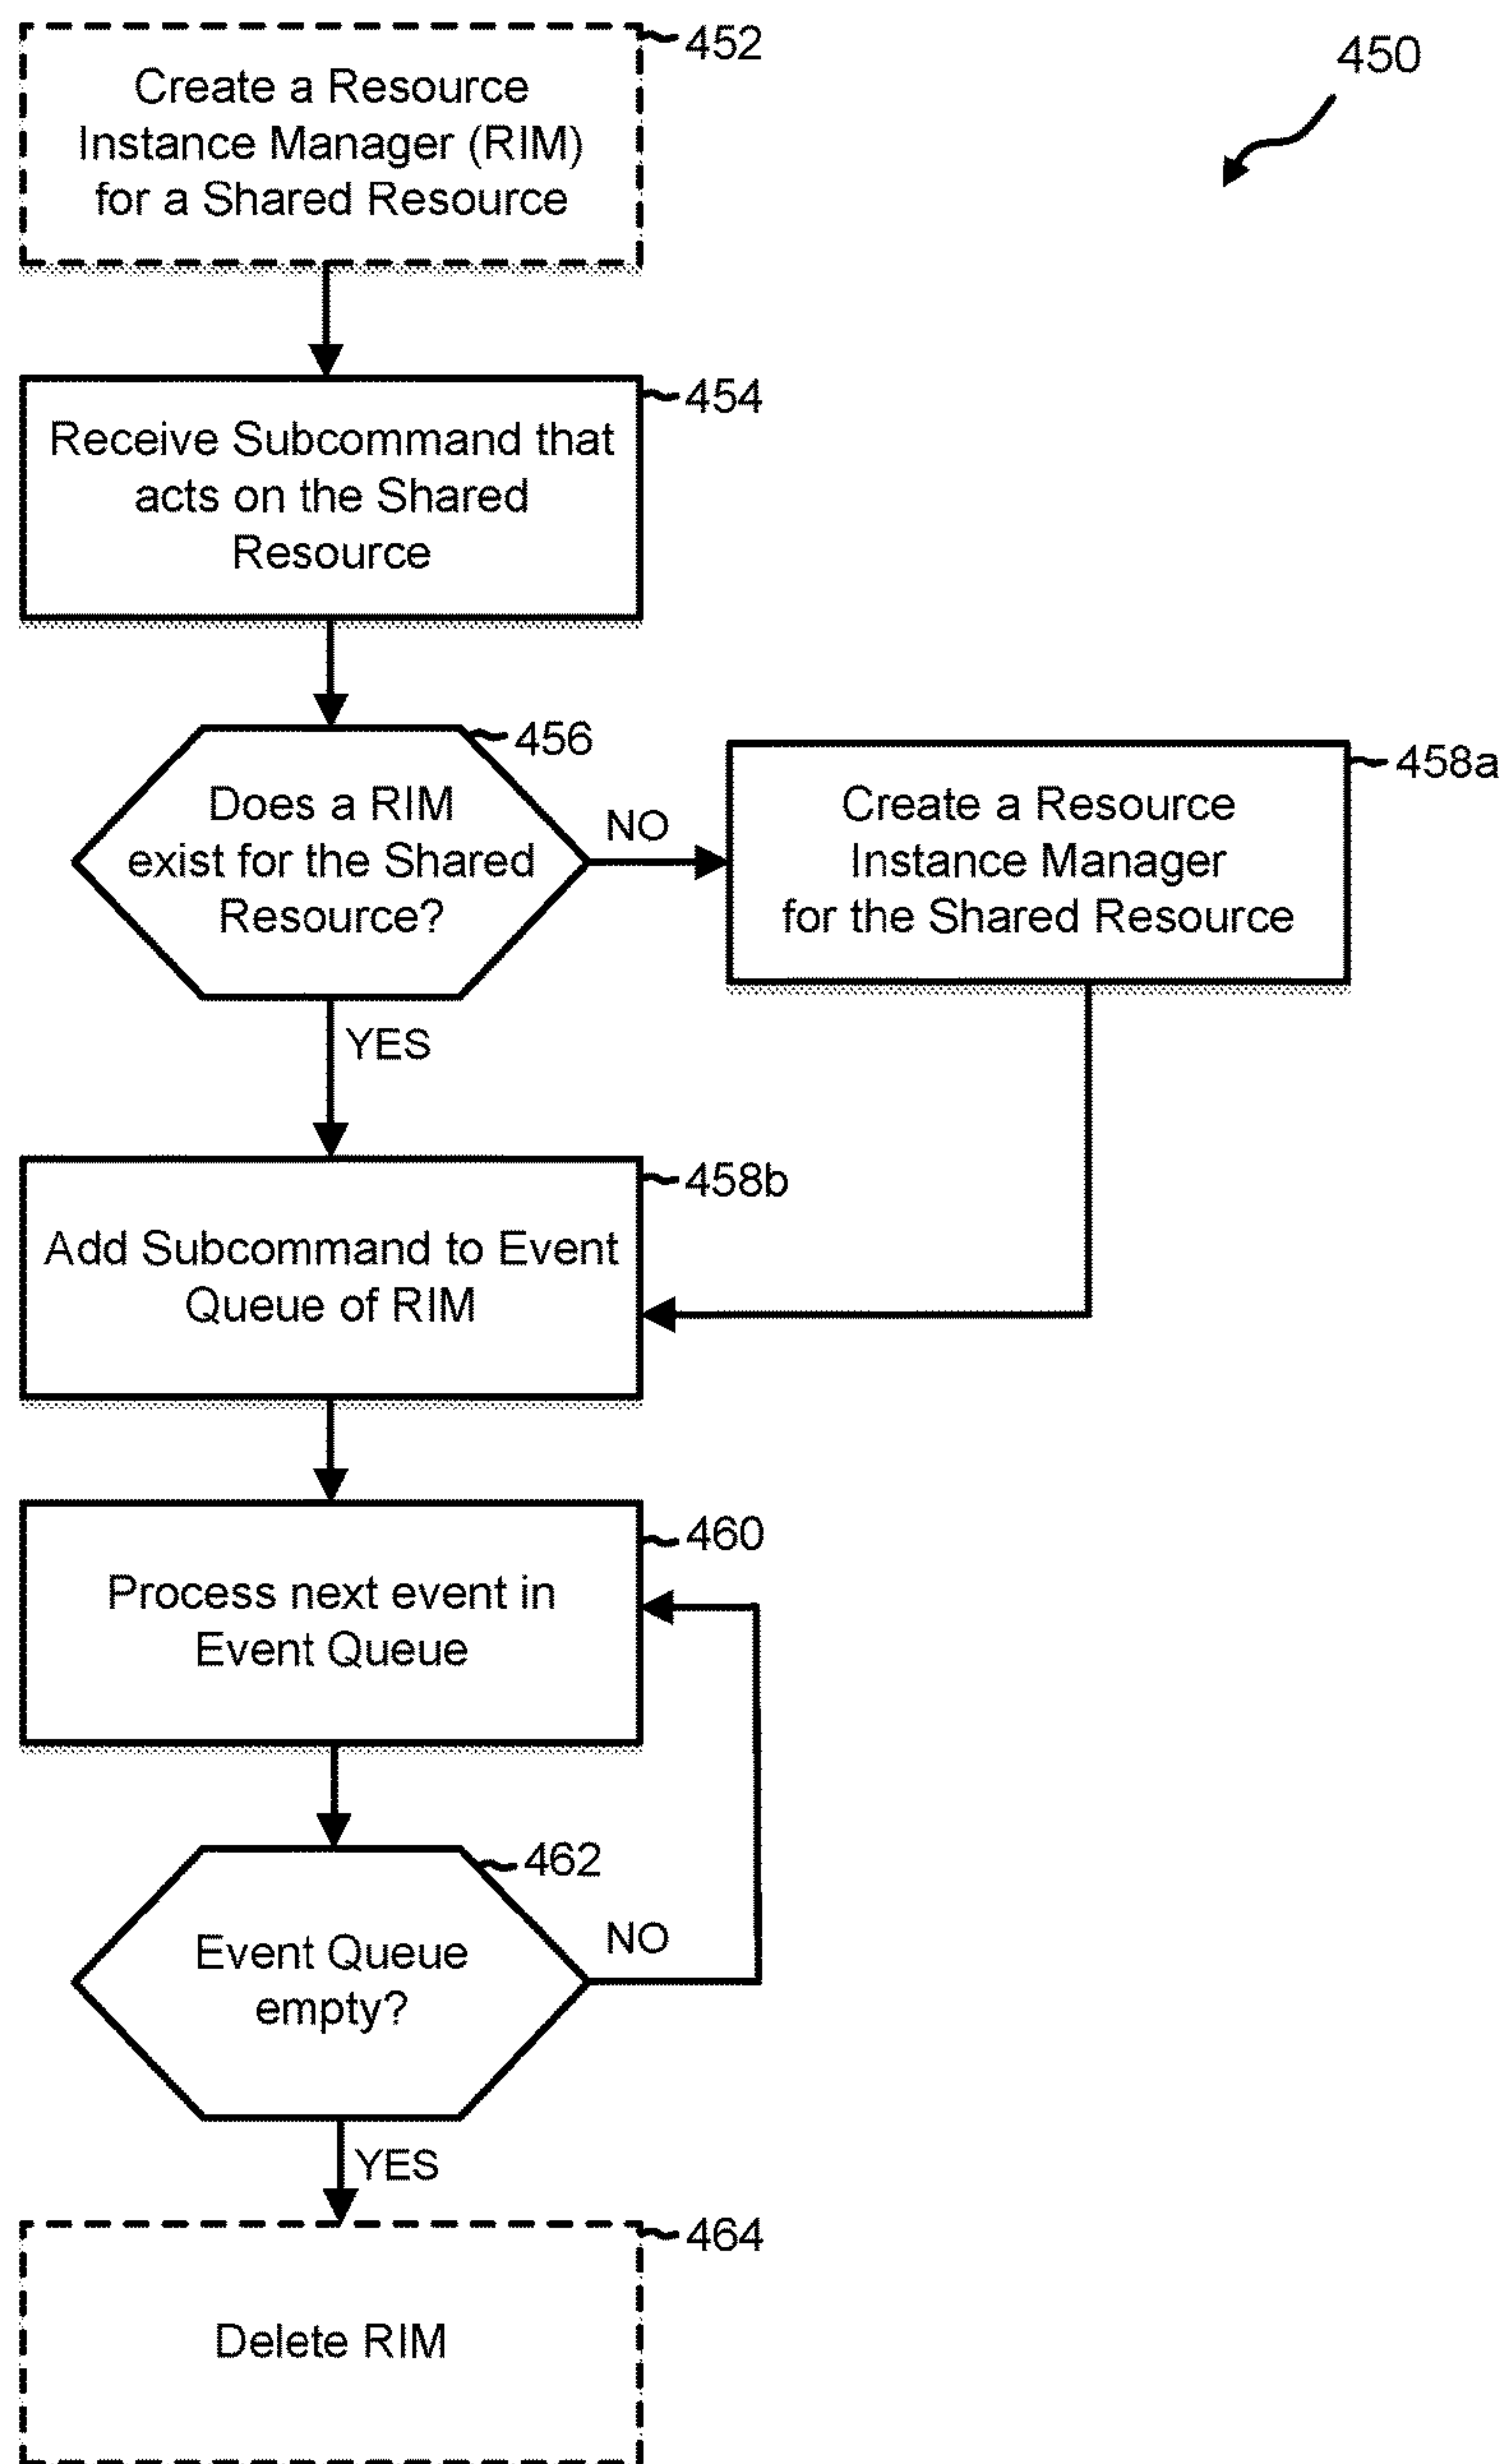 452
450
Create a Resource
Instance Manager (RIM)
for a Shared Resource
454
Receive Subcommand that
acts on the Shared
Resource
456
Does a RIM
exist for the Shared
Resource?
NO
458a
Create a Resource
Instance Manager
for the Shared Resource
YES
458b
Add Subcommand to Event
Queue of RIM
460
Process next event in
Event Queue
462
Event Queue
empty?
NO
YES
464
Delete RIM